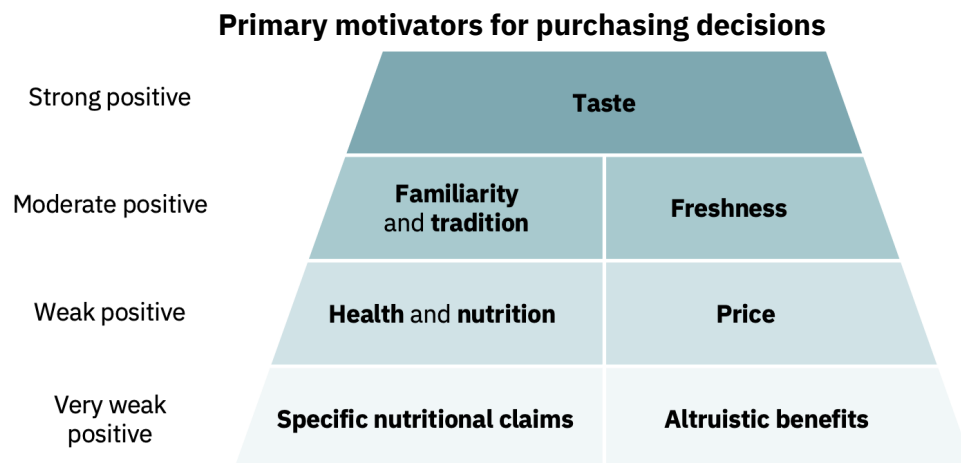 Primary motivators for purchasing decisions
Strong positive
Taste
Moderate positive
Familiarity
and tradition
Freshness
Weak positive
Health and nutrition
Price
Very weak
positive
Specific nutritional claims
Altruistic benefits